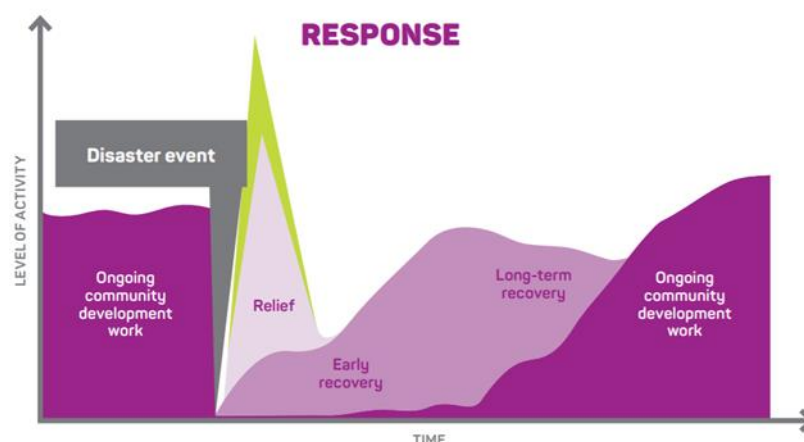 RESPONSE
LEVEL OF ACTIVITY
Disaster event
Ongoing
community
development
work
Relief
Early
recovery
Long-term
recovery
Ongoing
community
development
work
TIME